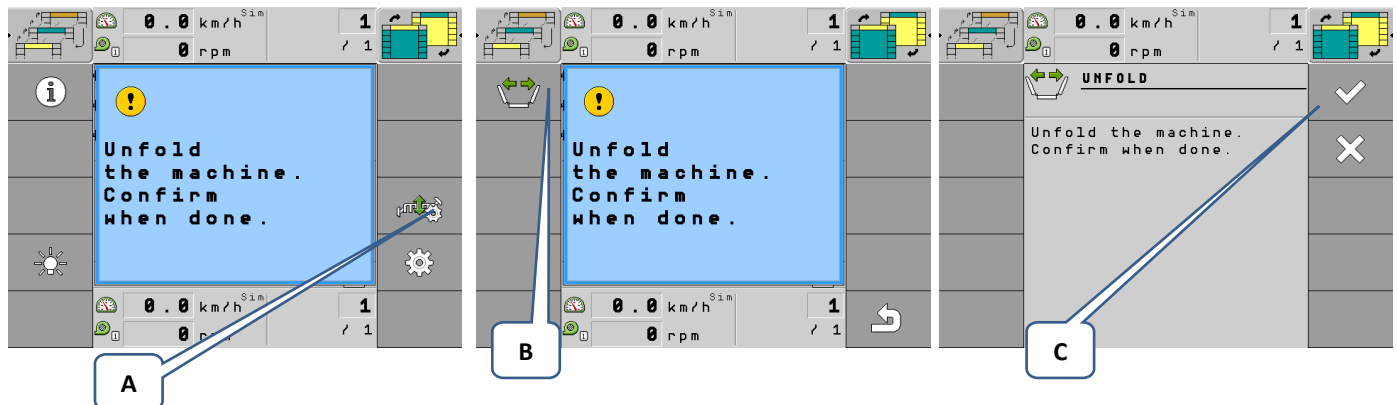 0.0 km/h Sim 1
0 rpm / 1
Unfold
the machine.
Confirm
when done.
0.0 km/h Sim 1
0 / 1
A
0.0 km/h Sim 1
0 rpm / 1
Unfold
the machine.
Confirm
when done.
0.0 km/h Sim 1
0 rpm / 1
B
0.0 km/h Sim 1
0 rpm / 1
UNFOLD
Unfold the machine.
Confirm when done.
C